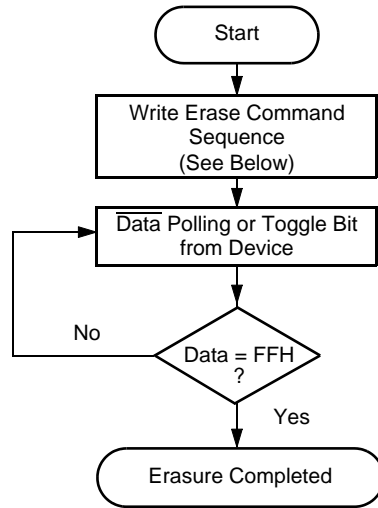 Start
Write Erase Command
Sequence
(See Below)
Data Polling or Toggle Bit
from Device
No
Data = FFH
?
Yes
Erasure Completed